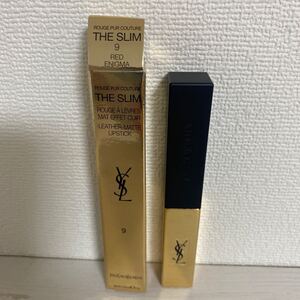 ROUGE PUR COUTURE
THE SLIM
9
RED
ENIGMA
ROUGE PUR COUTURE
THE SLIM
ROUGE À LÈVRES
MAT EFFET CUIR
LEATHER-MATTE
LIPSTICK
YSL
9
YSL